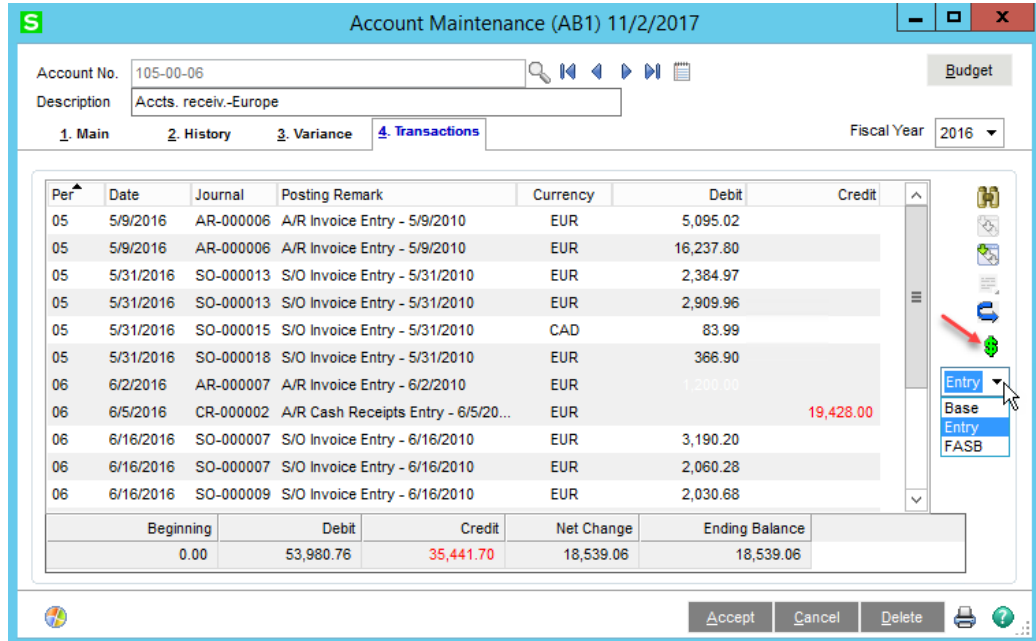 S Account Maintenance (AB1) 11/2/2017 x
Account No. 105-00-06 Budget
Description Accts. receiv.-Europe
1. Main 2. History 3. Variance 4. Transactions Fiscal Year 2016
Per Date Journal Posting Remark Currency Debit Credit
05 5/9/2016 AR-000006 A/R Invoice Entry - 5/9/2010 EUR 5,095.02
05 5/9/2016 AR-000006 A/R Invoice Entry - 5/9/2010 EUR 16,237.80
05 5/31/2016 SO-000013 S/O Invoice Entry - 5/31/2010 EUR 2,384.97
05 5/31/2016 SO-000013 S/O Invoice Entry - 5/31/2010 EUR 2,909.96
05 5/31/2016 SO-000015 S/O Invoice Entry - 5/31/2010 CAD 83.99
$
05 5/31/2016 SO-000018 S/O Invoice Entry - 5/31/2010 EUR 366.90
06 6/2/2016 AR-000007 A/R Invoice Entry - 6/2/2010 EUR 1,200.00 Entry
06 6/5/2016 CR-000002 A/R Cash Receipts Entry - 6/5/20... EUR 19,428.00 Base
Entry
06 6/16/2016 SO-000007 S/O Invoice Entry - 6/16/2010 EUR 3,190.20 FASB
06 6/16/2016 SO-000007 S/O Invoice Entry - 6/16/2010 EUR 2,060.28
06 6/16/2016 SO-000009 S/O Invoice Entry - 6/16/2010 EUR 2,030.68
Beginning Debit Credit Net Change Ending Balance
0.00 53,980.76 35,441.70 18,539.06 18,539.06
Accept Cancel Delete ?